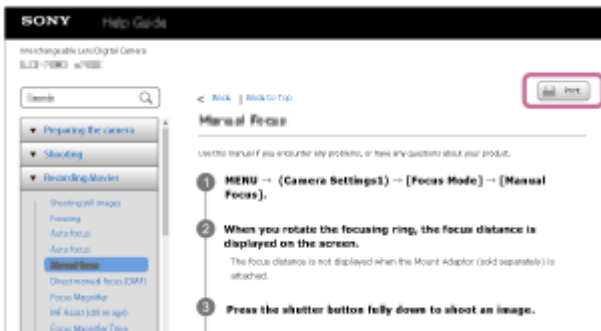 SONY Help Guide
Interchangeable Lens Digital Camera
Search
Preparing the camera
Shooting
Recording Movies
Shooting still images
Focusing
Auto focus
Auto focus
Manual focus
Direct manual focus (DMF)
Focus Magnifier
MF Assist (still image)
Focus Magnifier Time
< Back | Back to Top
Print
Manual Focus
Use this manual if you encounter any problems, or have any questions about your product.
1 MENU → (Camera Settings1) → [Focus Mode] → [Manual
Focus].
2 When you rotate the focusing ring, the focus distance is
displayed on the screen.
The focus distance is not displayed when the Mount Adaptor (sold separately) is
attached.
3 Press the shutter button fully down to shoot an image.